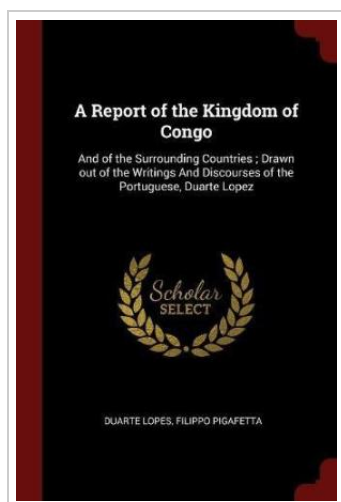 A Report of the Kingdom of
Congo
And of the Surrounding Countries ; Drawn
out of the Writings And Discourses of the
Portuguese, Duarte Lopez
Scholar
SELECT
DUARTE LOPES, FILIPPO PIGAFETTA